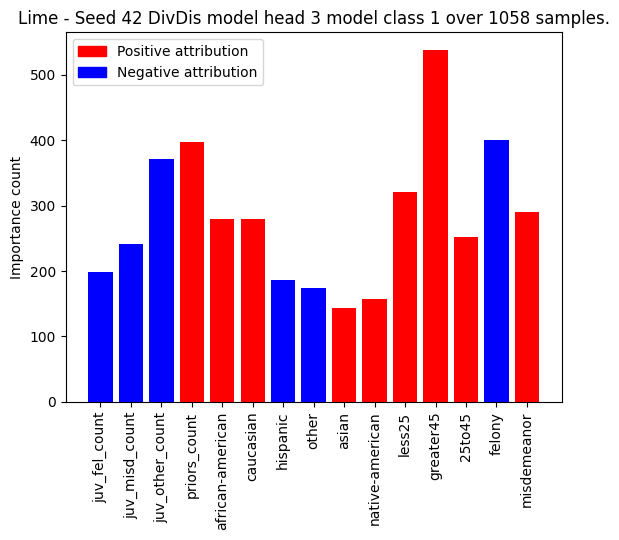 Lime - Seed 42 DivDis model head 3 model class 1 over 1058 samples.
Positive attribution
Negative attribution
Importance count
500
400
300
200
100
0
juv_fel_count
juv_misd_count
juv_other_count
priors_count
african-american
caucasian
hispanic
other
asian
native-american
less25
greater45
25to45
felony
misdemeanor